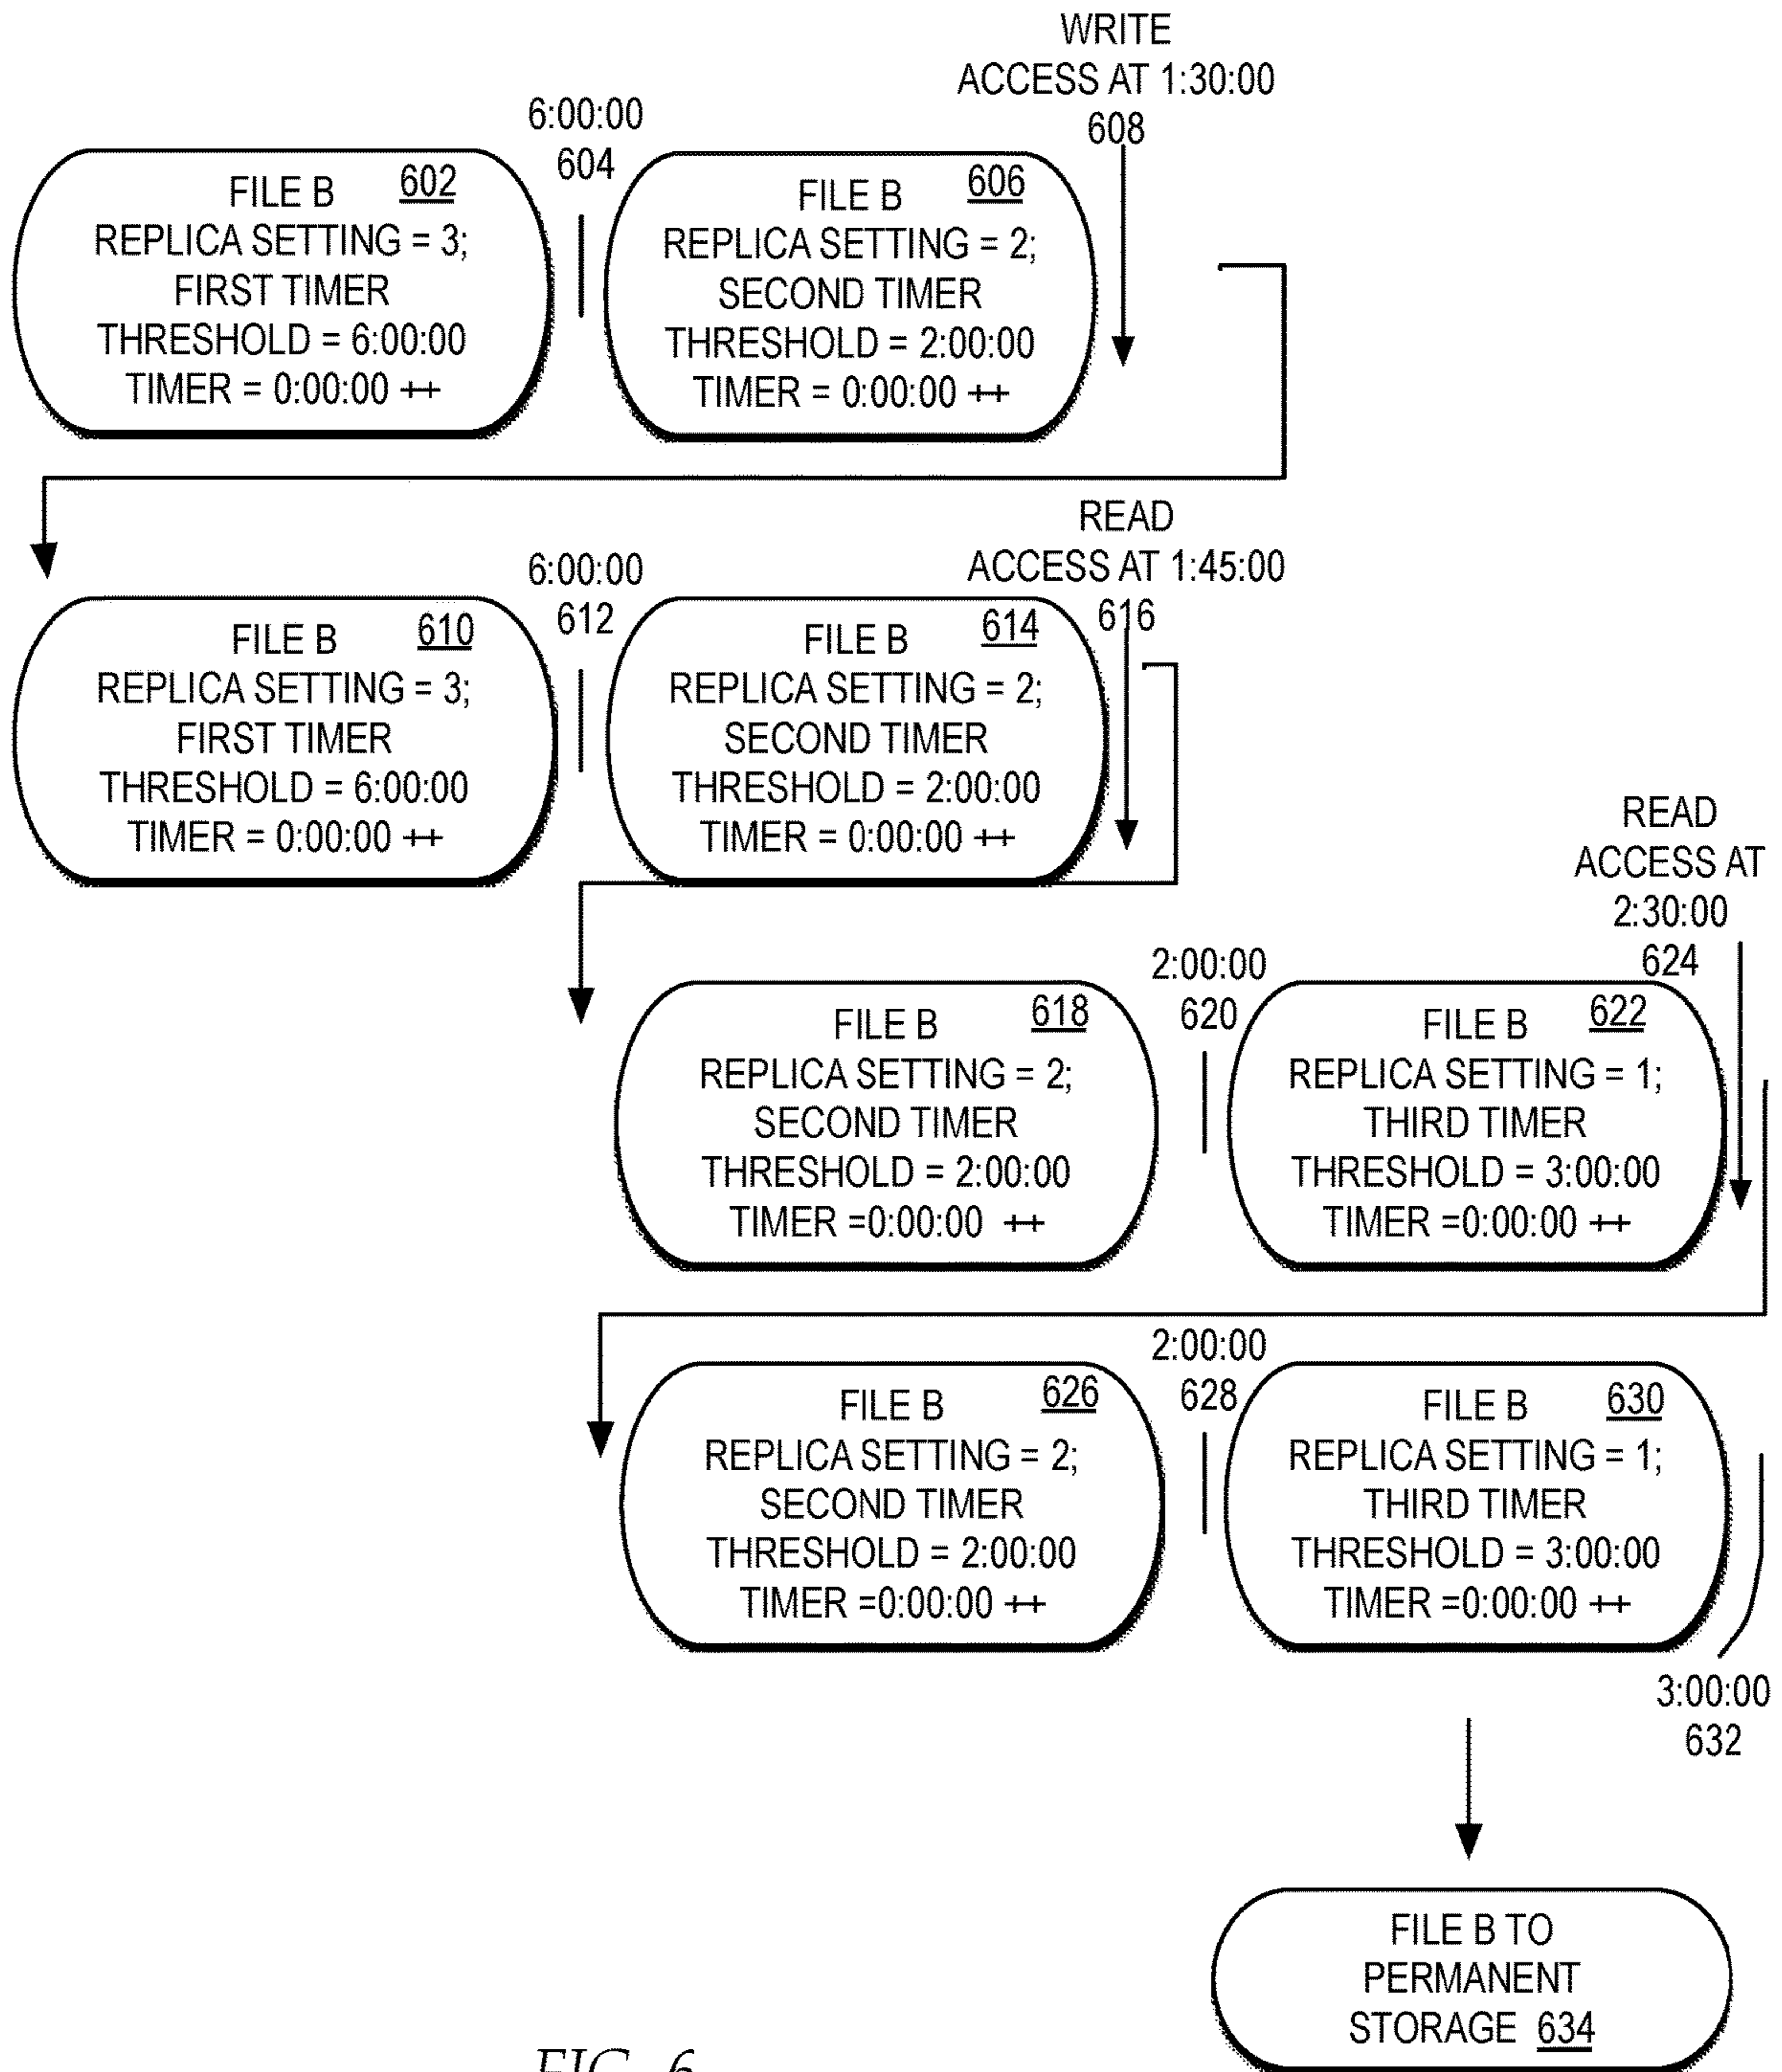 WRITE
ACCESS AT 1:30:00
608
6:00:00
604
FILE B 602
REPLICA SETTING = 3;
FIRST TIMER
THRESHOLD = 6:00:00
TIMER = 0:00:00 ++
FILE B 606
REPLICA SETTING = 2;
SECOND TIMER
THRESHOLD = 2:00:00
TIMER = 0:00:00 ++
READ
ACCESS AT 1:45:00
616
6:00:00
612
FILE B 610
REPLICA SETTING = 3;
FIRST TIMER
THRESHOLD = 6:00:00
TIMER = 0:00:00 ++
FILE B 614
REPLICA SETTING = 2;
SECOND TIMER
THRESHOLD = 2:00:00
TIMER = 0:00:00 ++
READ
ACCESS AT
2:30:00
624
2:00:00
620
FILE B 618
REPLICA SETTING = 2;
SECOND TIMER
THRESHOLD = 2:00:00
TIMER =0:00:00 ++
FILE B 622
REPLICA SETTING = 1;
THIRD TIMER
THRESHOLD = 3:00:00
TIMER =0:00:00 ++
2:00:00
628
FILE B 626
REPLICA SETTING = 2;
SECOND TIMER
THRESHOLD = 2:00:00
TIMER =0:00:00 ++
FILE B 630
REPLICA SETTING = 1;
THIRD TIMER
THRESHOLD = 3:00:00
TIMER =0:00:00 ++
3:00:00
632
FILE B TO
PERMANENT
STORAGE 634
FIG. 6